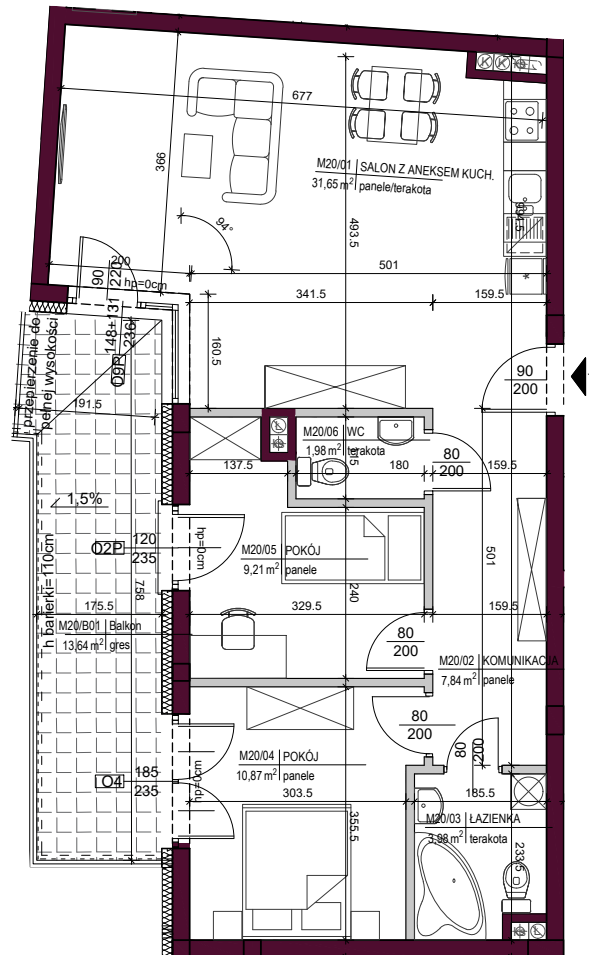 677
M20/01 SALON Z ANEKSEM KUCH.
31,65 m² panele/terakota
366
493.5
94°
200
501
90
220
hp=0cm
341.5
159.5
148+131
236
O9P
160.5
przepierzenie do
pełnej wysokości
191.5
90
200
M20/06 WC
1,98 m² terakota
137.5
180
80
200
159.5
1,5%
120
235
O2P
hp=0cm
M20/05 POKÓJ
9,21 m² panele
240
501
h barierki=110cm
758
175.5
329.5
159.5
M20/B01 Balkon
13,64 m² gres
80
200
M20/02 KOMUNIKACJA
7,84 m² panele
80
200
80
200
M20/04 POKÓJ
10,87 m² panele
O4
185
235
hp=0cm
303.5
185.5
355.5
M20/03 ŁAZIENKA
3,98 m² terakota
233.5